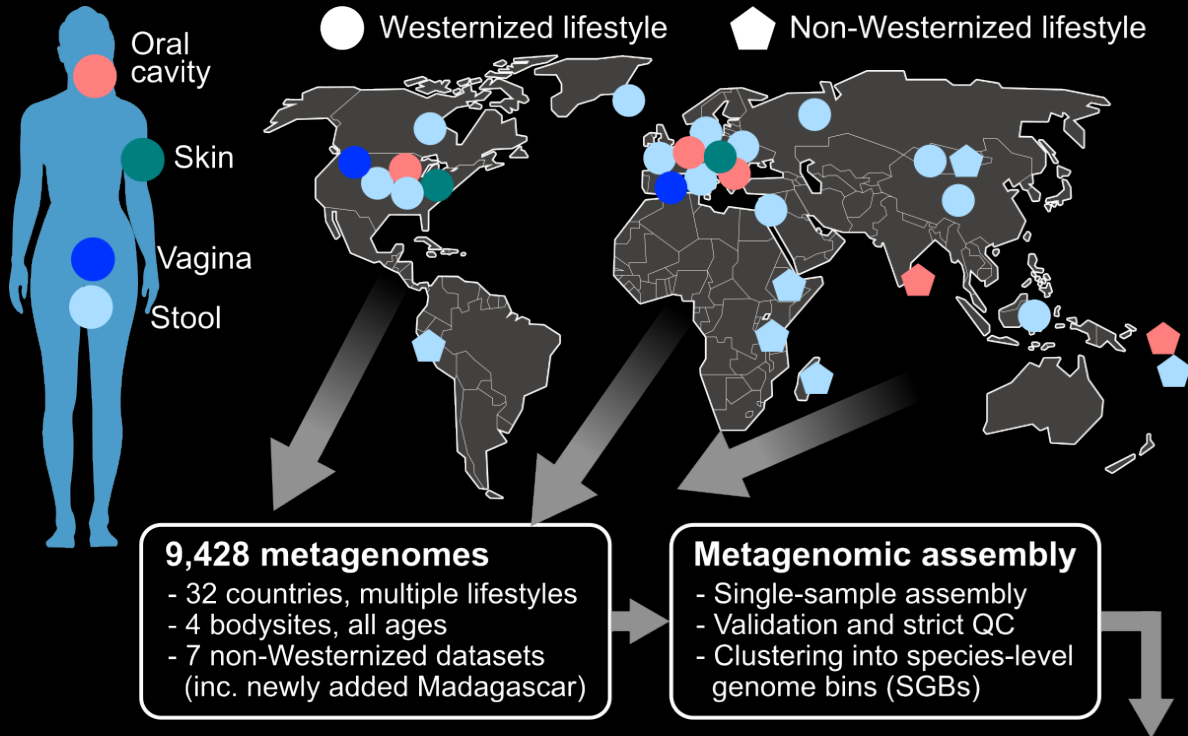 Westernized lifestyle
Non-Westernized lifestyle
Oral
cavity
Skin
Vagina
Stool
9,428 metagenomes
- 32 countries, multiple lifestyles
- 4 bodysites, all ages
- 7 non-Westernized datasets
(inc. newly added Madagascar)
Metagenomic assembly
- Single-sample assembly
- Validation and strict QC
- Clustering into species-level
genome bins (SGBs)